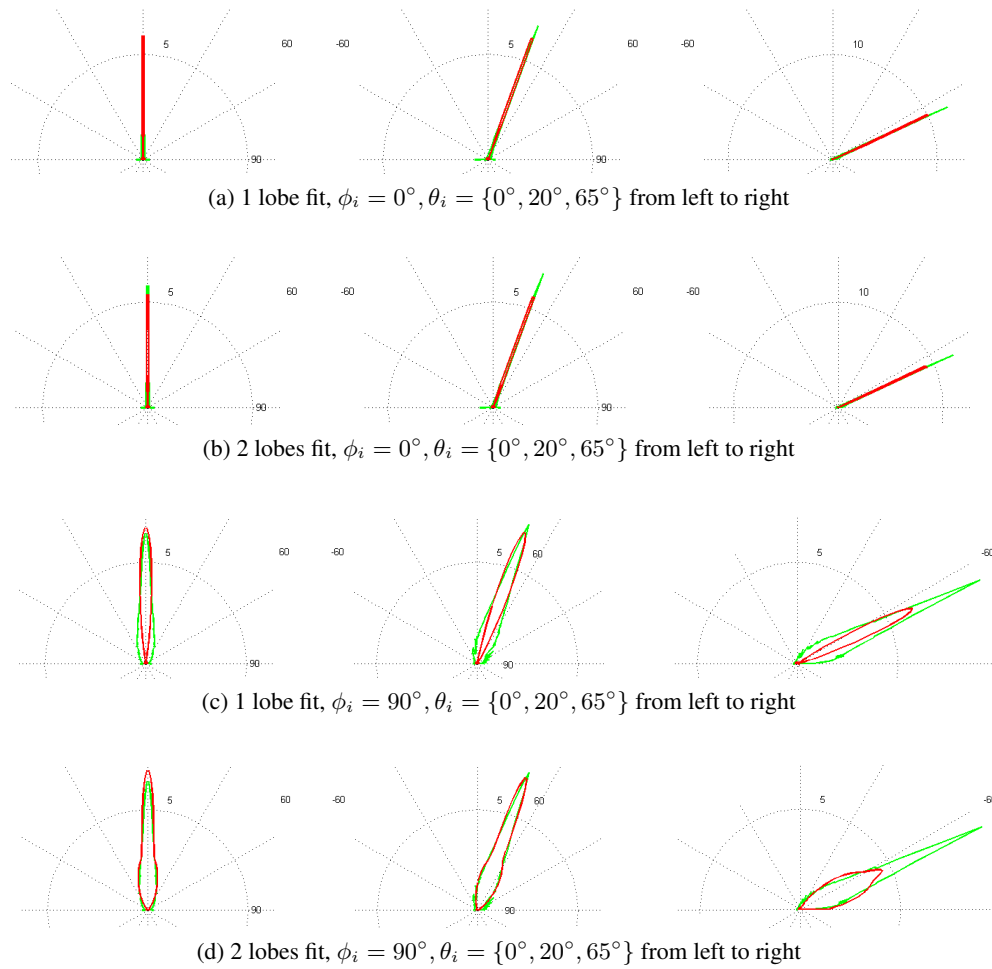 5 60 -60 5 60 -60 10
90 90
(a) 1 lobe fit, ϕᵢ = 0°, θᵢ = {0°, 20°, 65°} from left to right
5 60 -60 5 60 -60 10
90 90
(b) 2 lobes fit, ϕᵢ = 0°, θᵢ = {0°, 20°, 65°} from left to right
5 60 -60 5 60 5 -60
90 90
(c) 1 lobe fit, ϕᵢ = 90°, θᵢ = {0°, 20°, 65°} from left to right
5 60 -60 5 60 5 -60
90 90
(d) 2 lobes fit, ϕᵢ = 90°, θᵢ = {0°, 20°, 65°} from left to right